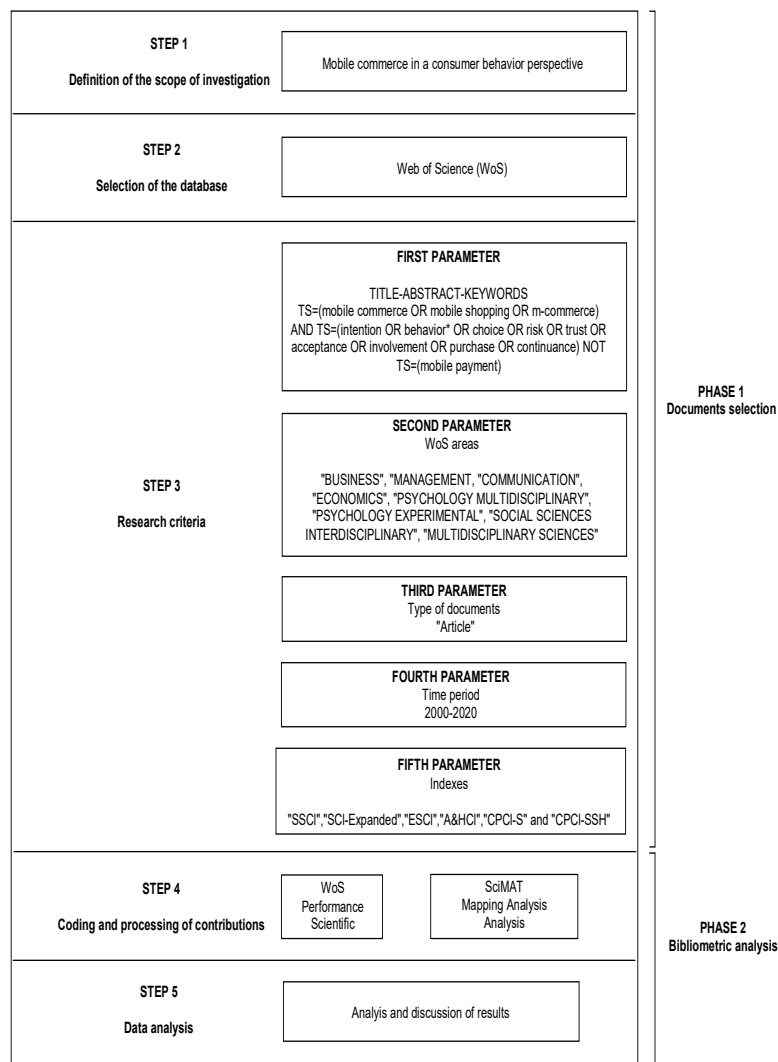 STEP 1
Definition of the scope of investigation
Mobile commerce in a consumer behavior perspective
STEP 2
Selection of the database
Web of Science (WoS)
STEP 3
Research criteria
FIRST PARAMETER
TITLE-ABSTRACT-KEYWORDS
TS=(mobile commerce OR mobile shopping OR m-commerce)
AND TS=(intention OR behavior* OR choice OR risk OR trust OR
acceptance OR involvement OR purchase OR continuance) NOT
TS=(mobile payment)
SECOND PARAMETER
WoS areas
"BUSINESS", "MANAGEMENT, "COMMUNICATION",
"ECONOMICS", "PSYCHOLOGY MULTIDISCIPLINARY",
"PSYCHOLOGY EXPERIMENTAL", "SOCIAL SCIENCES
INTERDISCIPLINARY", "MULTIDISCIPLINARY SCIENCES"
THIRD PARAMETER
Type of documents
"Article"
FOURTH PARAMETER
Time period
2000-2020
FIFTH PARAMETER
Indexes
"SSCI","SCI-Expanded","ESCI","A&HCI","CPCI-S" and "CPCI-SSH"
PHASE 1
Documents selection
STEP 4
Coding and processing of contributions
WoS
Performance
Scientific
SciMAT
Mapping Analysis
Analysis
STEP 5
Data analysis
Analyis and discussion of results
PHASE 2
Bibliometric analysis